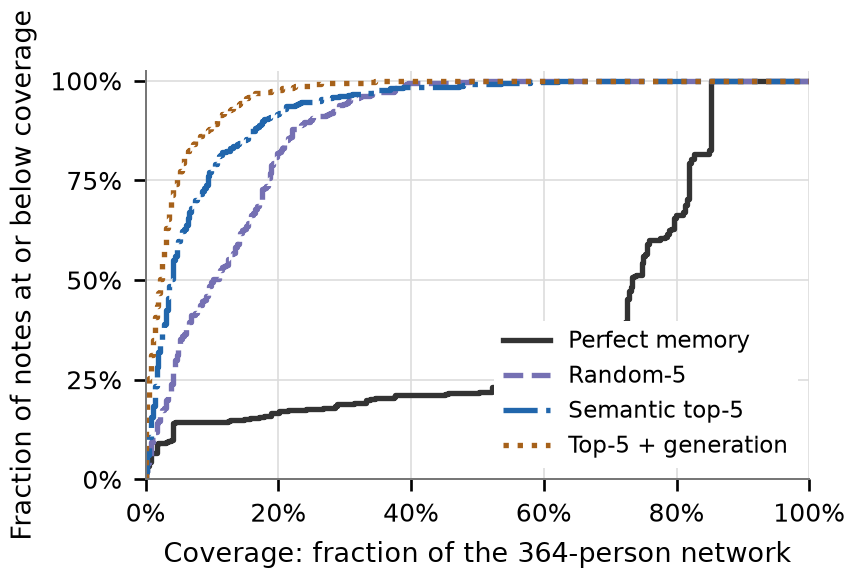 Fraction of notes at or below coverage
100%
75%
50%
25%
0%
Perfect memory
Random-5
Semantic top-5
Top-5 + generation
0% 20% 40% 60% 80% 100%
Coverage: fraction of the 364-person network